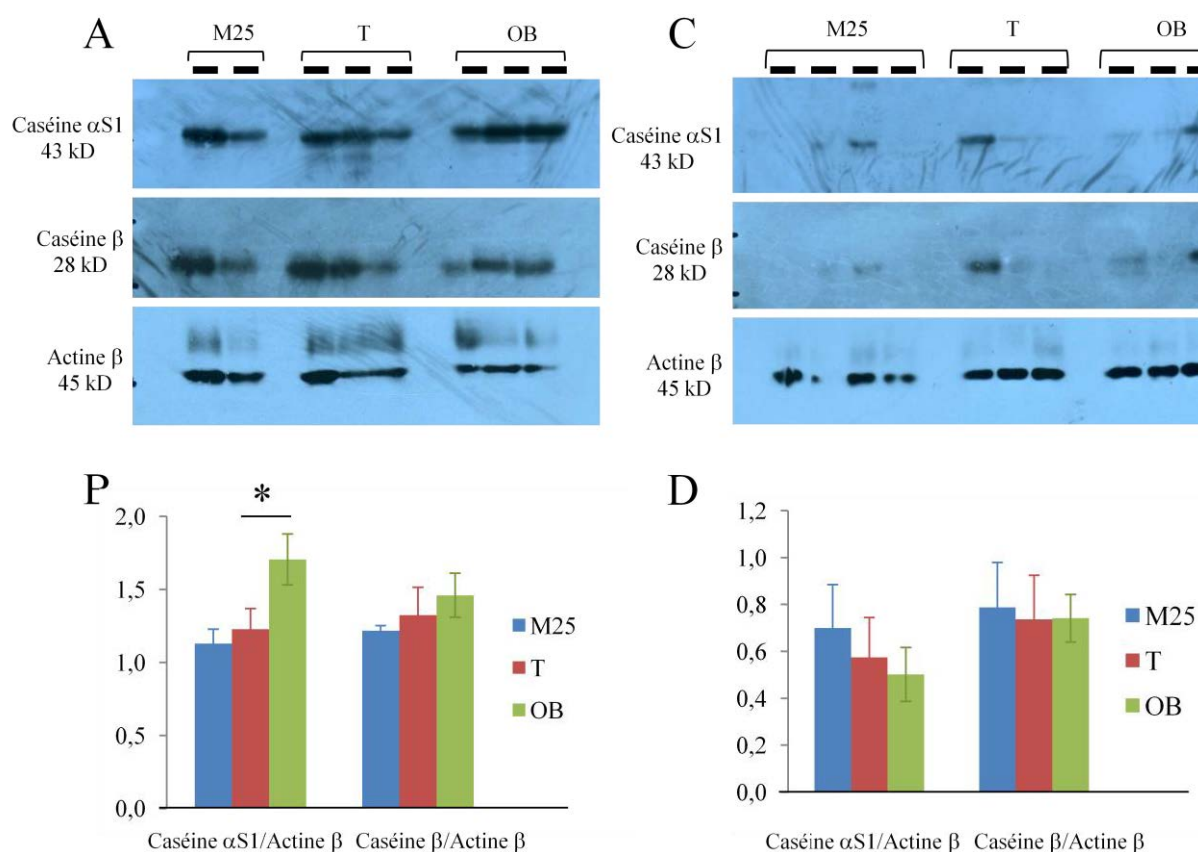 A
M25
T
OB
Caséine αS1
43 kD
Caséine β
28 kD
Actine β
45 kD
C
M25
T
OB
Caséine αS1
43 kD
Caséine β
28 kD
Actine β
45 kD
P
*
2,0
1,5
1,0
0,5
0,0
M25
T
OB
Caséine αS1/Actine β
Caséine β/Actine β
D
1,2
1,0
0,8
0,6
0,4
0,2
0,0
M25
T
OB
Caséine αS1/Actine β
Caséine β/Actine β